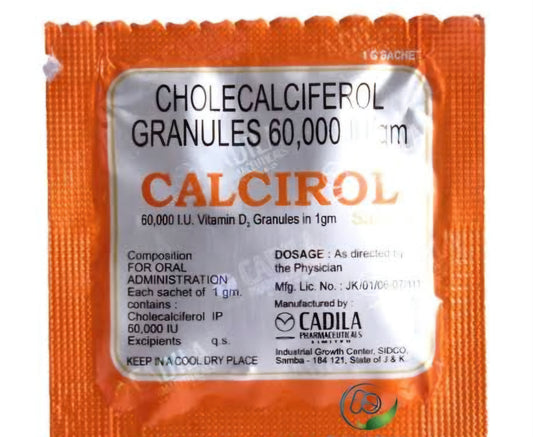 1 G SACHET
CHOLECALCIFEROL
GRANULES 60,000 IU/gm
CALCIROL
60,000 I.U. Vitamin D₃ Granules in 1gm
Composition
FOR ORAL
ADMINISTRATION
Each sachet of 1 gm.
contains :
Cholecalciferol IP
60,000 IU
Excipients q.s.
KEEP IN A COOL DRY PLACE
DOSAGE : As directed by
the Physician
Mfg. Lic. No. : JK/01/06-07/
Manufactured by :
CADILA
PHARMACEUTICALS
LIMITED
Industrial Growth Center, SIDCO,
Samba - 184 121, State of J & K.